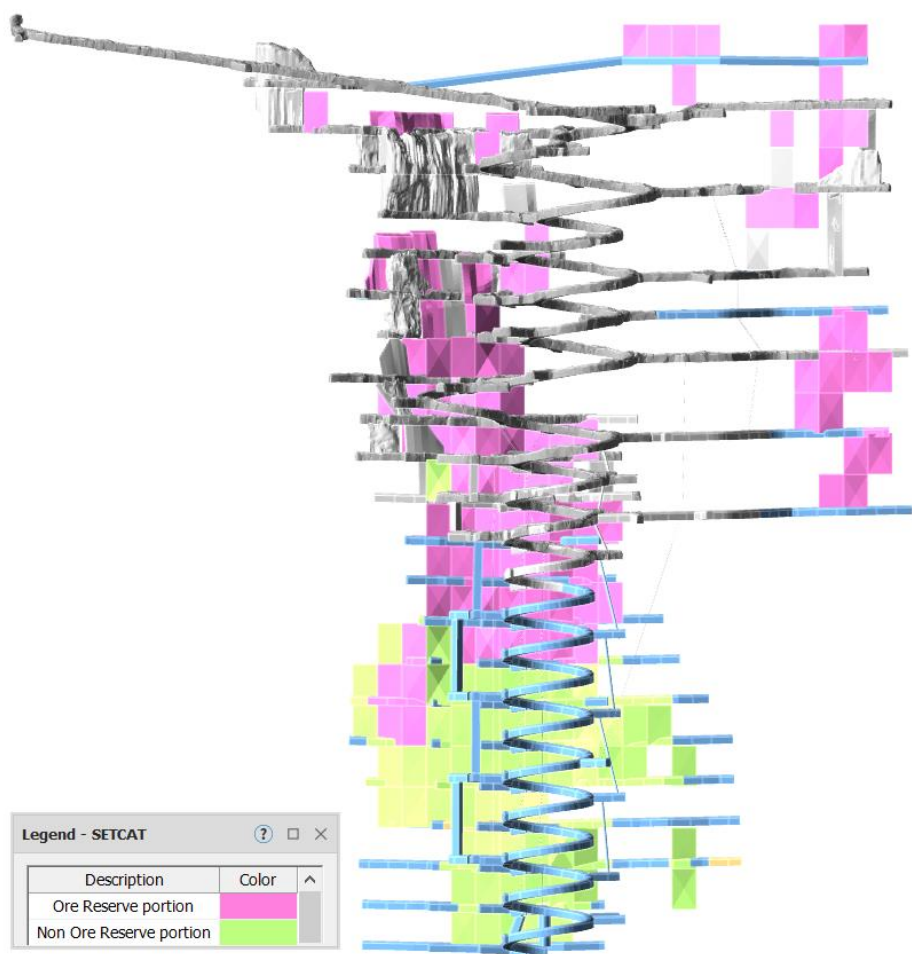 Legend - SETCAT
Description Color
Ore Reserve portion
Non Ore Reserve portion